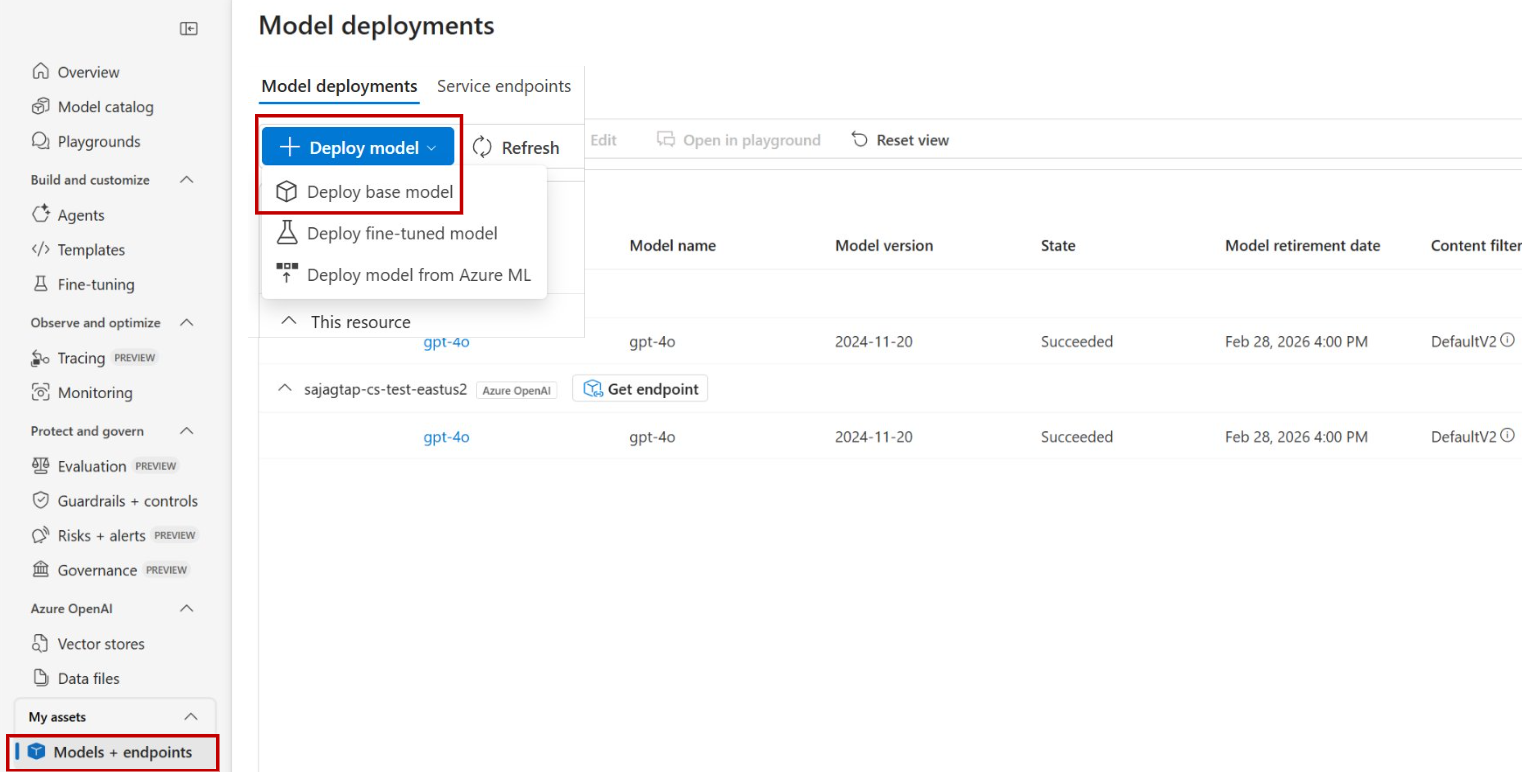 Model deployments
Overview
Model catalog
Playgrounds
Build and customize
Agents
Templates
Fine-tuning
Observe and optimize
Tracing PREVIEW
Monitoring
Protect and govern
Evaluation PREVIEW
Guardrails + controls
Risks + alerts PREVIEW
Governance PREVIEW
Azure OpenAI
Vector stores
Data files
My assets
Models + endpoints
Model deployments Service endpoints
Deploy model Refresh Edit Open in playground Reset view
Deploy base model
Deploy fine-tuned model
Deploy model from Azure ML
Model name Model version State Model retirement date Content filter
This resource
gpt-4o gpt-4o 2024-11-20 Succeeded Feb 28, 2026 4:00 PM DefaultV2
sajagtap-cs-test-eastus2 Azure OpenAI Get endpoint
gpt-4o gpt-4o 2024-11-20 Succeeded Feb 28, 2026 4:00 PM DefaultV2